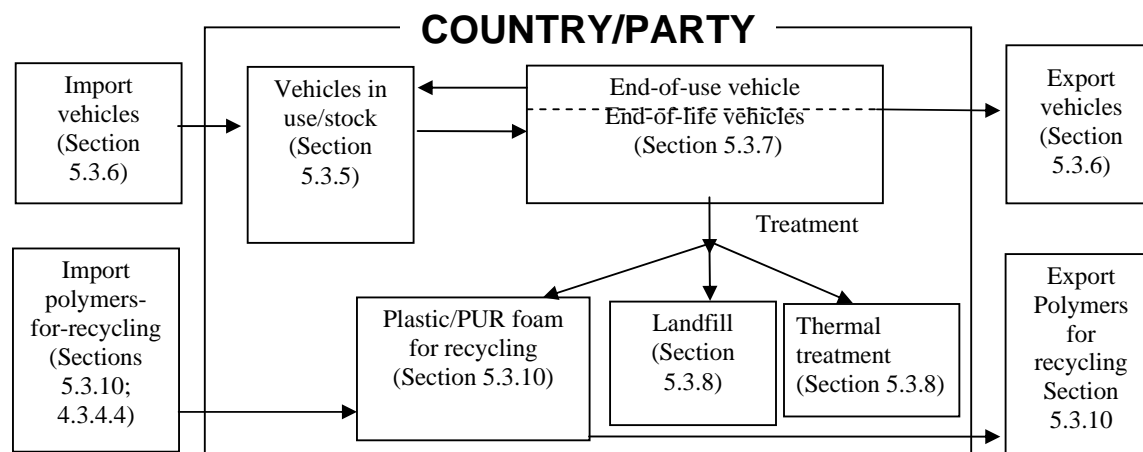 COUNTRY/PARTY
Import
vehicles
(Section
5.3.6)
Vehicles in
use/stock
(Section
5.3.5)
End-of-use vehicle
End-of-life vehicles
(Section 5.3.7)
Export
vehicles
(Section
5.3.6)
Treatment
Import
polymers-
for-recycling
(Sections
5.3.10;
4.3.4.4)
Plastic/PUR foam
for recycling
(Section 5.3.10)
Landfill
(Section
5.3.8)
Thermal
treatment
(Section 5.3.8)
Export
Polymers
for
recycling
Section
5.3.10